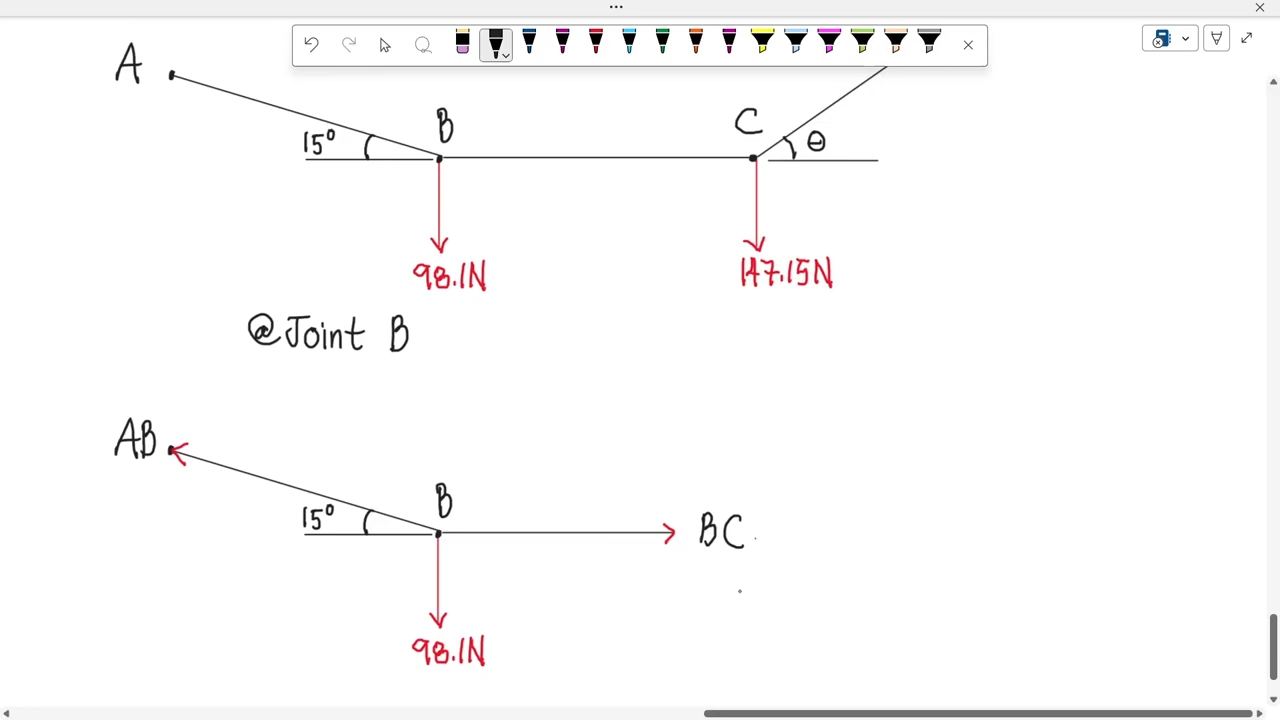 A
15°
B
C
θ
98.1N
147.15N
@Joint B
AB
15°
B
BC
98.1N